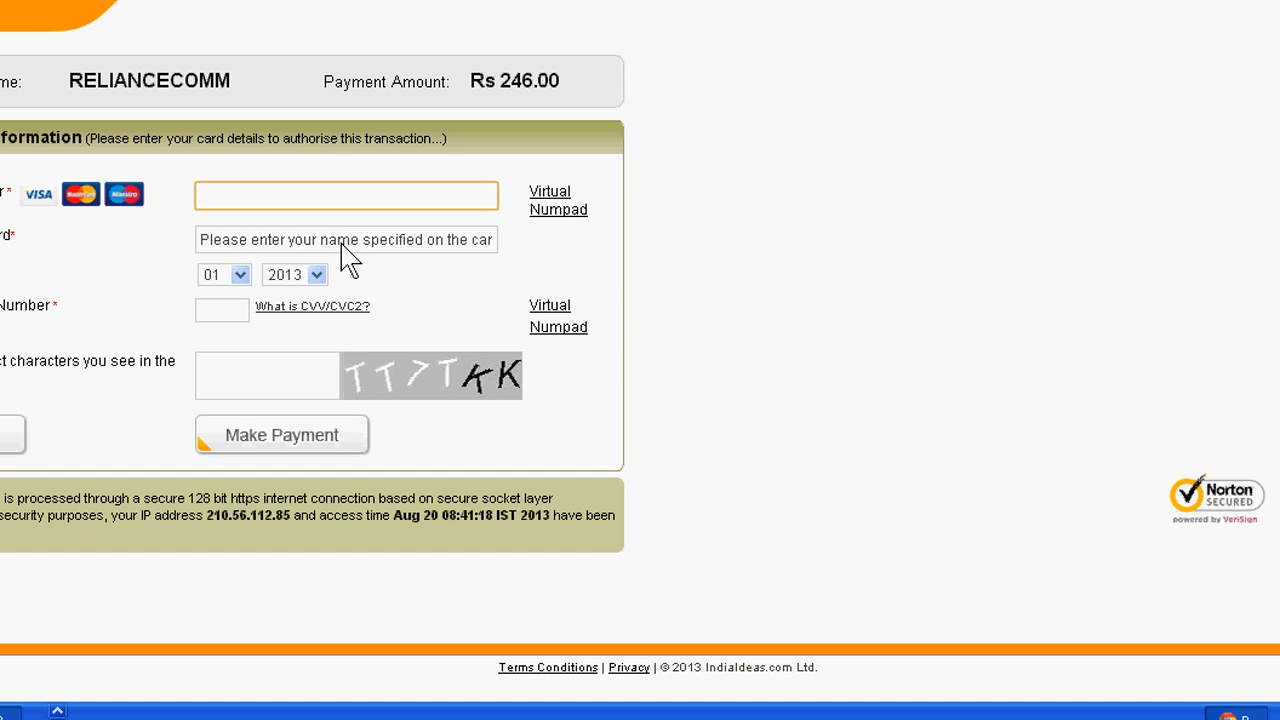 me: RELIANCECOMM Payment Amount: Rs 246.00
formation (Please enter your card details to authorise this transaction...)
r * VISA MasterCard Maestro Virtual
Numpad
rd* Please enter your name specified on the car
01 2013
Number * What is CVV/CVC2? Virtual
Numpad
ct characters you see in the
Make Payment
is processed through a secure 128 bit https internet connection based on secure socket layer
security purposes, your IP address 210.56.112.85 and access time Aug 20 08:41:18 2013 have been
Norton
SECURED
powered by VeriSign
Terms Conditions | Privacy | © 2013 IndiaIdeas.com Ltd.